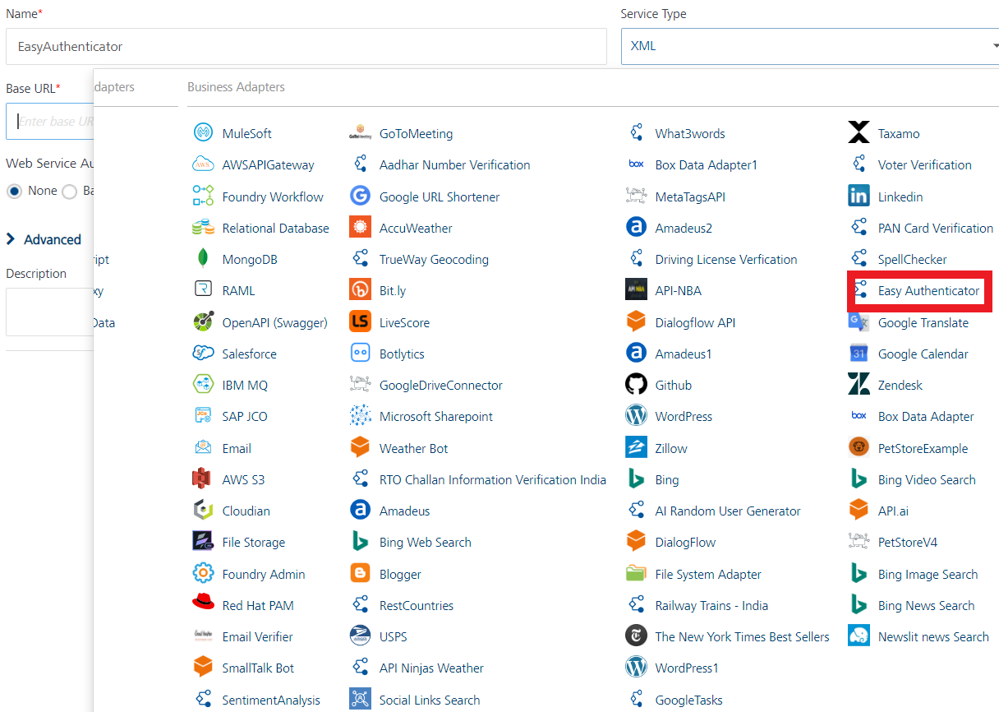 Name*
Service Type
EasyAuthenticator
XML
Base URL*
dapters
Business Adapters
Enter base UR
Web Service Au
None
Ba
Advanced
ript
Description
xy
Data
MuleSoft
GoToMeeting
What3words
Taxamo
AWSAPIGateway
Aadhar Number Verification
Box Data Adapter1
Voter Verification
Foundry Workflow
Google URL Shortener
MetaTagsAPI
Linkedin
Relational Database
AccuWeather
Amadeus2
PAN Card Verification
MongoDB
TrueWay Geocoding
Driving License Verfication
SpellChecker
RAML
Bit.ly
API-NBA
Easy Authenticator
OpenAPI (Swagger)
LiveScore
Dialogflow API
Google Translate
Salesforce
Botlytics
Amadeus1
Google Calendar
IBM MQ
GoogleDriveConnector
Github
Zendesk
SAP JCO
Microsoft Sharepoint
WordPress
Box Data Adapter
Email
Weather Bot
Zillow
PetStoreExample
AWS S3
RTO Challan Information Verification India
Bing
Bing Video Search
Cloudian
Amadeus
AI Random User Generator
API.ai
File Storage
Bing Web Search
DialogFlow
PetStoreV4
Foundry Admin
Blogger
File System Adapter
Bing Image Search
Red Hat PAM
RestCountries
Railway Trains - India
Bing News Search
Email Verifier
USPS
The New York Times Best Sellers
Newslit news Search
SmallTalk Bot
API Ninjas Weather
WordPress1
SentimentAnalysis
Social Links Search
GoogleTasks